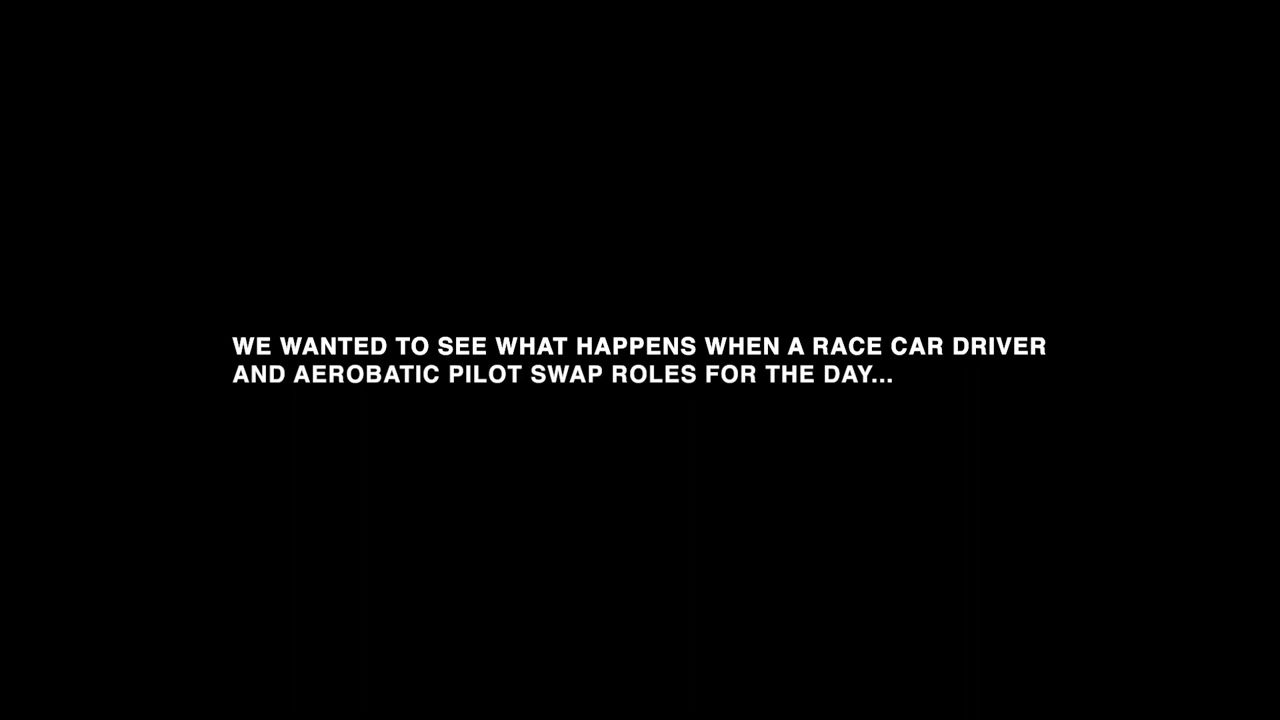 WE WANTED TO SEE WHAT HAPPENS WHEN A RACE CAR DRIVER
AND AEROBATIC PILOT SWAP ROLES FOR THE DAY...